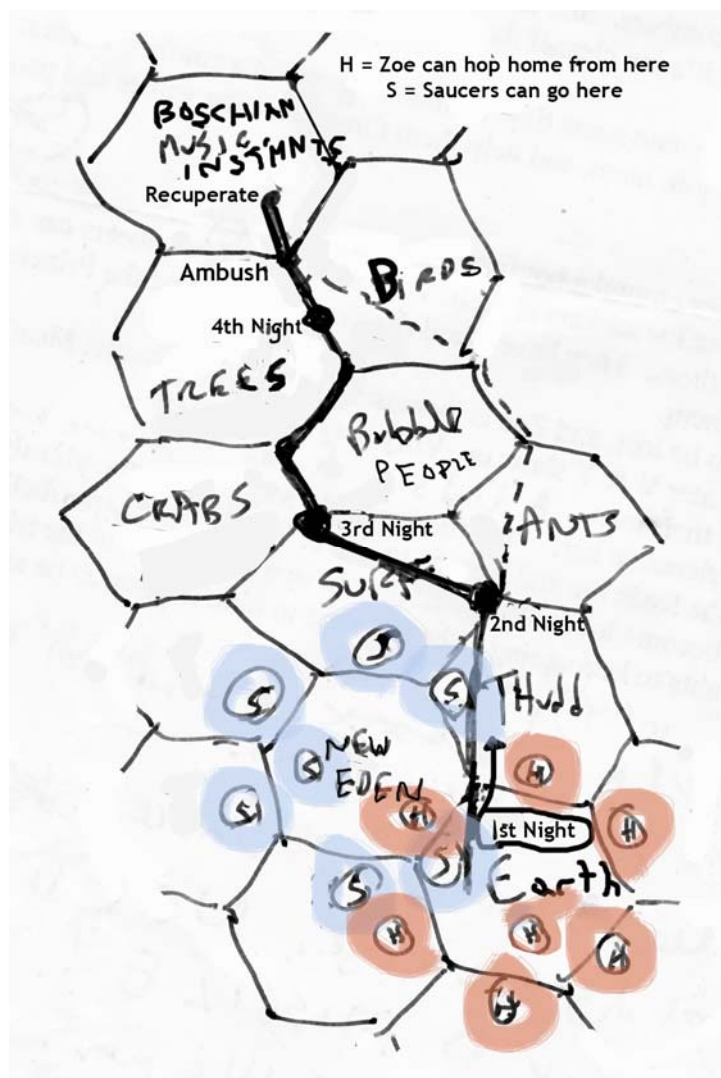 H = Zoe can hop home from here
S = Saucers can go here
BOSCHIAN
MUSIC
INSTMNTS
Recuperate
Ambush
BiRDS
4th Night
TREES
Bubble
PEOPLE
CRABS
3rd Night
ANTS
SURF
2nd Night
S
S
S
THudd
NEW
S
H
EDEN
S
H
H
1st Night
S
Earth
S
H
H
H
H